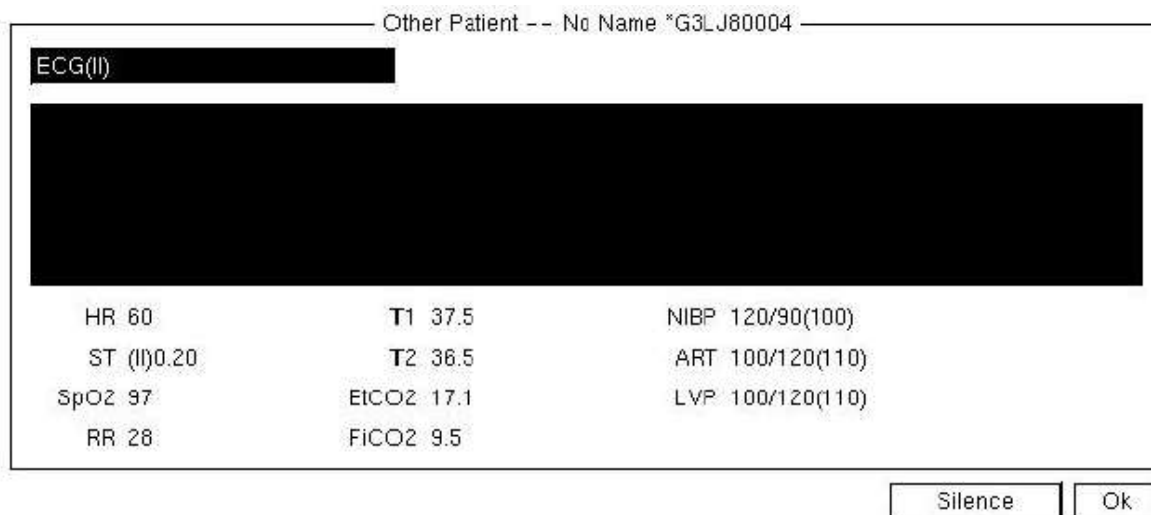 Other Patient -- No Name *G3LJ80004
ECG(II)
HR 60 T1 37.5 NIBP 120/90(100)
ST (II)0.20 T2 36.5 ART 100/120(110)
SpO2 97 EtCO2 17.1 LVP 100/120(110)
RR 28 FiCO2 9.5
Silence Ok